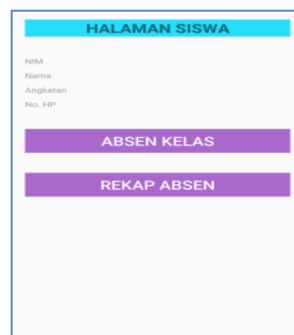 HALAMAN SISWA
NIM
Nama
Angkatan
No. HP
ABSEN KELAS
REKAP ABSEN